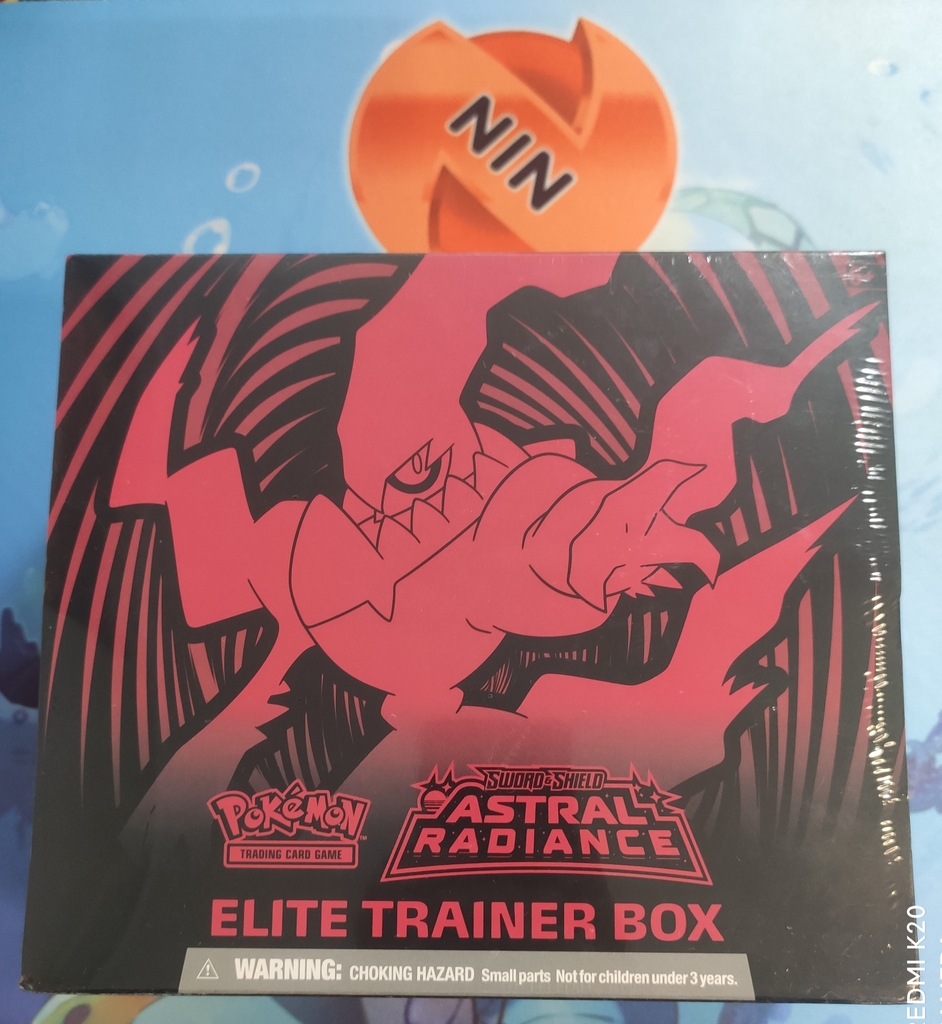 NIN
POKéMON™
TRADING CARD GAME
SWORD & SHIELD
ASTRAL
RADIANCE
ELITE TRAINER BOX
WARNING: CHOKING HAZARD Small parts Not for children under 3 years.
REDMI K20